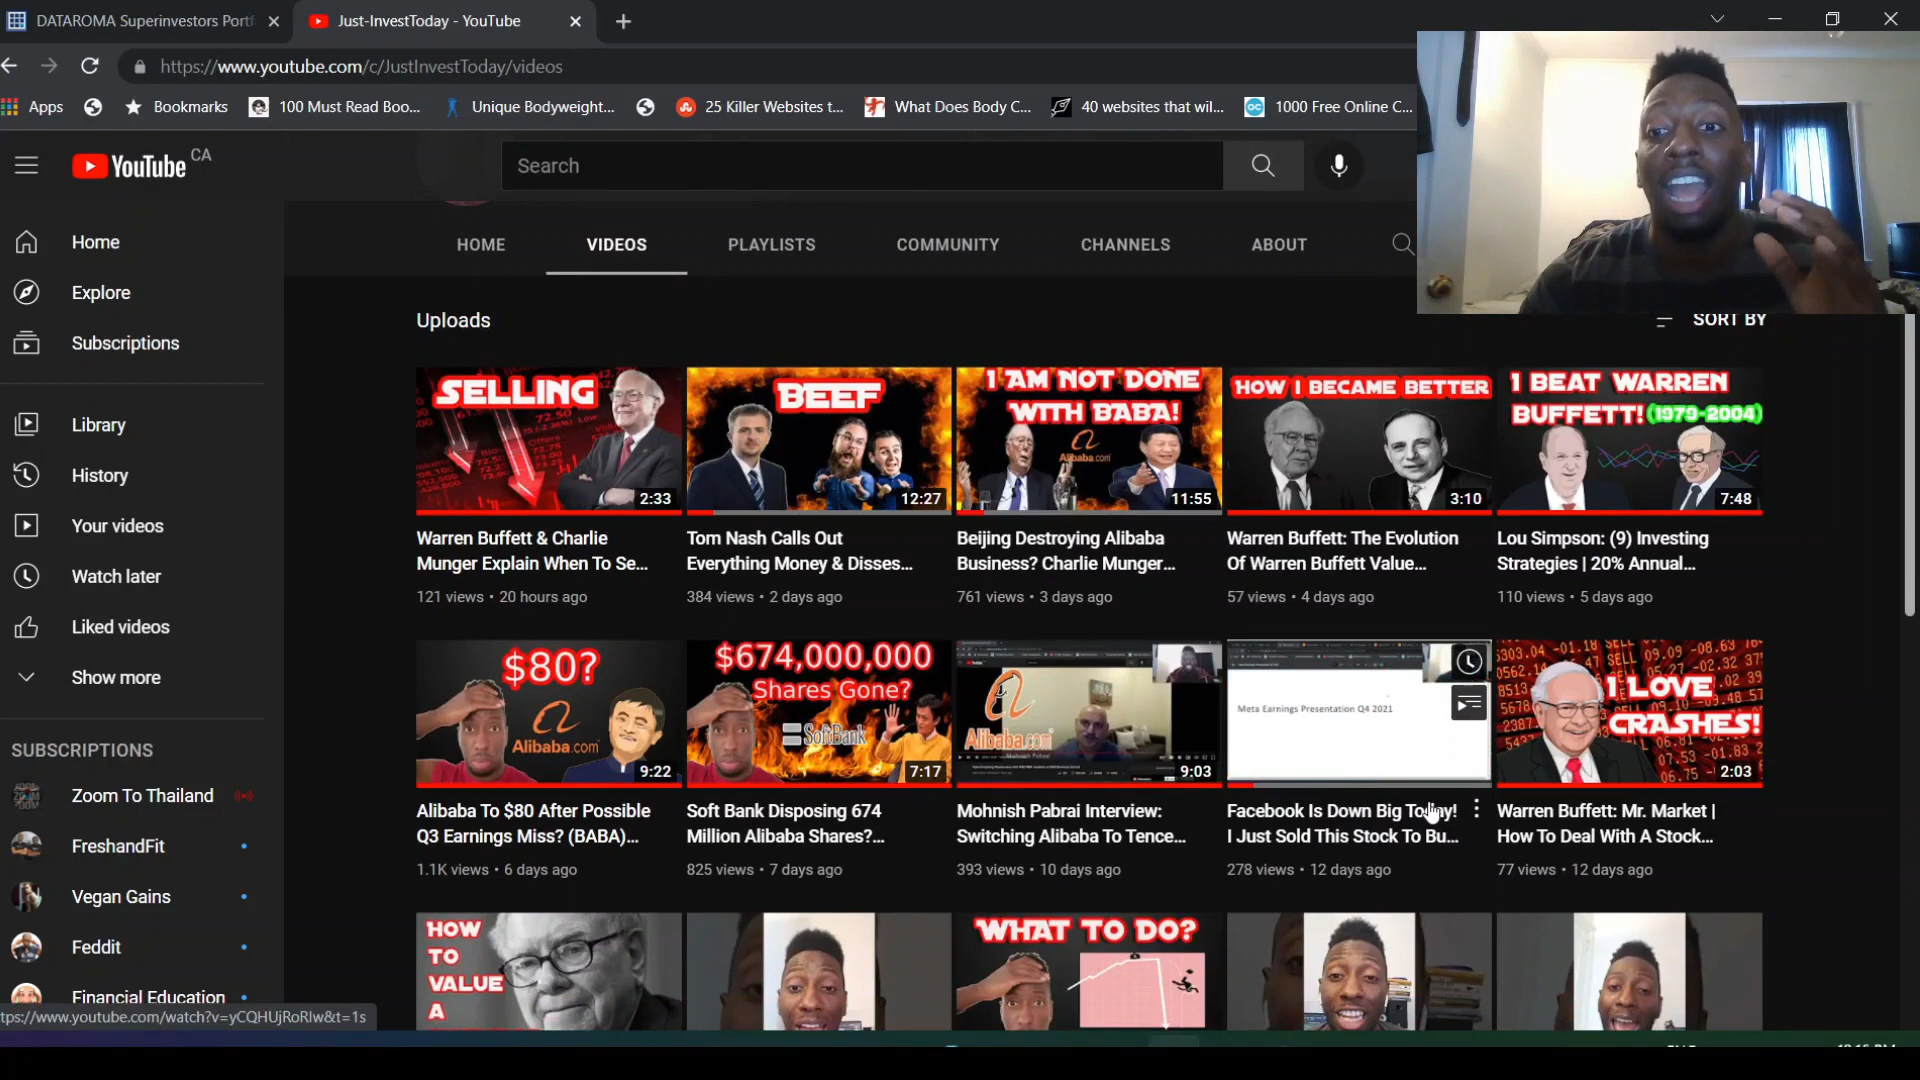 DATAROMA Superinvestors Portf
Just-InvestToday - YouTube
https://www.youtube.com/c/JustInvestToday/videos
Apps
Bookmarks
100 Must Read Boo...
Unique Bodyweight...
25 Killer Websites t...
What Does Body C...
40 websites that wil...
1000 Free Online C...
YouTube CA
Search
HOME
VIDEOS
PLAYLISTS
COMMUNITY
CHANNELS
ABOUT
Home
Explore
Subscriptions
Library
History
Your videos
Watch later
Liked videos
Show more
SUBSCRIPTIONS
Zoom To Thailand
FreshandFit
Vegan Gains
Feddit
Financial Education
Uploads
SORT BY
SELLING
2:33
Warren Buffett & Charlie
Munger Explain When To Se...
121 views • 20 hours ago
BEEF
12:27
Tom Nash Calls Out
Everything Money & Disses...
384 views • 2 days ago
I AM NOT DONE
WITH BABA!
Alibaba.com
11:55
Beijing Destroying Alibaba
Business? Charlie Munger...
761 views • 3 days ago
HOW I BECAME BETTER
3:10
Warren Buffett: The Evolution
Of Warren Buffett Value...
57 views • 4 days ago
I BEAT WARREN
BUFFETT! (1979-2004)
7:48
Lou Simpson: (9) Investing
Strategies | 20% Annual...
110 views • 5 days ago
$80?
Alibaba.com
9:22
Alibaba To $80 After Possible
Q3 Earnings Miss? (BABA)...
1.1K views • 6 days ago
$674,000,000
Shares Gone?
SoftBank
7:17
Soft Bank Disposing 674
Million Alibaba Shares?...
825 views • 7 days ago
Alibaba.com
9:03
Mohnish Pabrai Interview:
Switching Alibaba To Tence...
393 views • 10 days ago
Meta Earnings Presentation Q4 2021
Facebook Is Down Big Today!
I Just Sold This Stock To Bu...
278 views • 12 days ago
I LOVE
CRASHES!
2:03
Warren Buffett: Mr. Market |
How To Deal With A Stock...
77 views • 12 days ago
HOW
TO
VALUE
A
WHAT TO DO?
tps://www.youtube.com/watch?v=yCQHUjRoRIw&t=1s